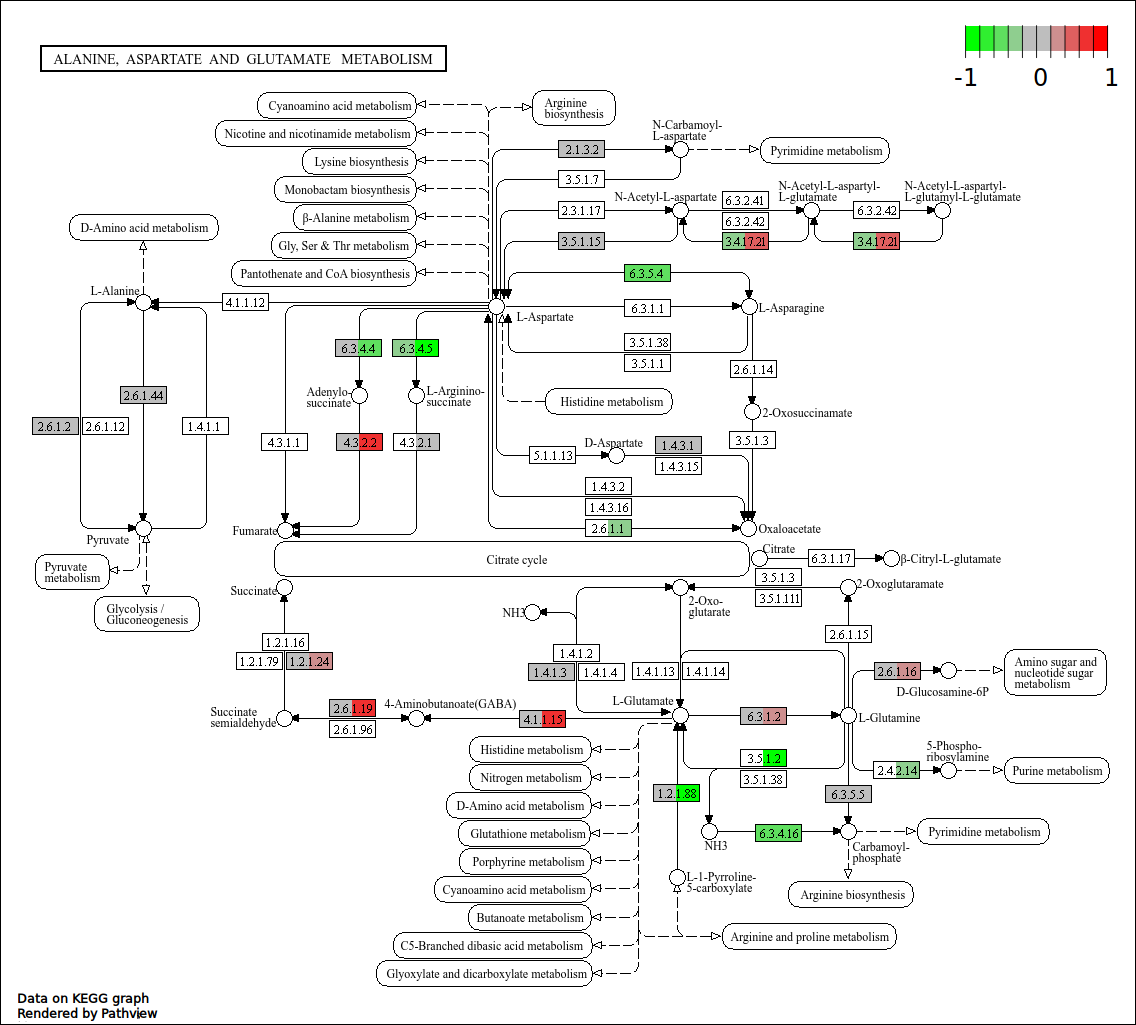 ALANINE, ASPARTATE AND GLUTAMATE METABOLISM
-1 0 1
Cyanoamino acid metabolism
Nicotine and nicotinamide metabolism
Lysine biosynthesis
Monobactam biosynthesis
β-Alanine metabolism
Gly, Ser & Thr metabolism
Pantothenate and CoA biosynthesis
Arginine
biosynthesis
N-Carbamoyl-
L-aspartate
2.1.3.2
Pyrimidine metabolism
3.5.1.7
N-Acetyl-L-aspartate
N-Acetyl-L-aspartyl-
L-glutamate
N-Acetyl-L-aspartyl-
L-glutamyl-L-glutamate
2.3.1.17
6.3.2.41
6.3.2.42
6.3.2.42
3.5.1.15
3.4.17.21
3.4.17.21
D-Amino acid metabolism
L-Alanine
4.1.1.12
L-Aspartate
6.3.5.4
6.3.1.1
L-Asparagine
3.5.1.38
3.5.1.1
6.3.4.4
6.3.4.5
2.6.1.14
Adenylo-
succinate
L-Arginino-
succinate
Histidine metabolism
2-Oxosuccinamate
2.6.1.44
2.6.1.2
2.6.1.12
1.4.1.1
4.3.1.1
4.3.2.2
4.3.2.1
5.1.1.13
D-Aspartate
1.4.3.1
1.4.3.15
3.5.1.3
1.4.3.2
1.4.3.16
2.6.1.1
Pyruvate
Fumarate
Oxaloacetate
Pyruvate
metabolism
Glycolysis /
Gluconeogenesis
Citrate cycle
Citrate
6.3.1.17
β-Citryl-L-glutamate
3.5.1.3
3.5.1.111
Succinate
NH3
2-Oxo-
glutarate
2-Oxoglutaramate
1.2.1.16
1.2.1.79
1.2.1.24
1.4.1.2
1.4.1.3
1.4.1.4
1.4.1.13
1.4.1.14
2.6.1.15
2.6.1.16
D-Glucosamine-6P
Amino sugar and
nucleotide sugar
metabolism
Succinate
semialdehyde
2.6.1.19
2.6.1.96
4-Aminobutanoate(GABA)
4.1.1.15
L-Glutamate
6.3.1.2
L-Glutamine
3.5.1.2
3.5.1.38
2.4.2.14
5-Phospho-
ribosylamine
Purine metabolism
1.2.1.88
6.3.5.5
NH3
6.3.4.16
Carbamoyl-
phosphate
Pyrimidine metabolism
Arginine biosynthesis
L-1-Pyrroline-
5-carboxylate
Arginine and proline metabolism
Histidine metabolism
Nitrogen metabolism
D-Amino acid metabolism
Glutathione metabolism
Porphyrine metabolism
Cyanoamino acid metabolism
Butanoate metabolism
C5-Branched dibasic acid metabolism
Glyoxylate and dicarboxylate metabolism
Data on KEGG graph
Rendered by Pathview